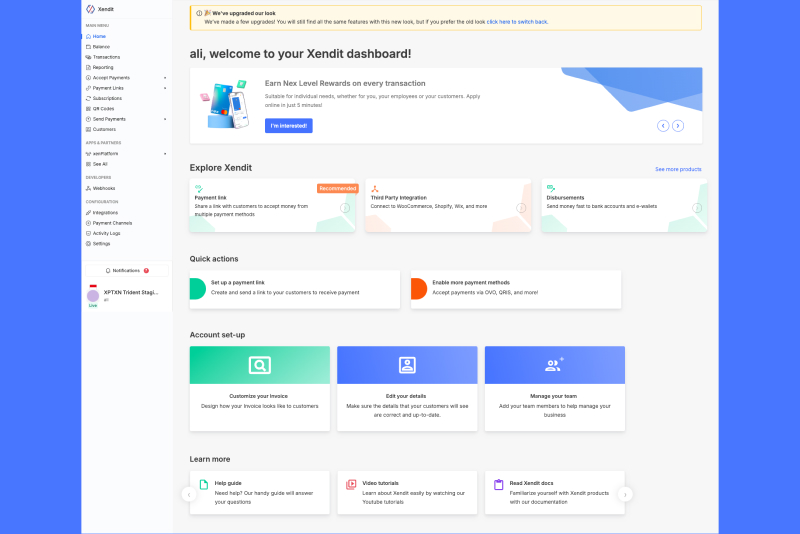 Xendit
MAIN MENU
Home
Balance
Transactions
Reporting
Accept Payments
Payment Links
Subscriptions
QR Codes
Send Payments
Customers
APPS & PARTNERS
xenPlatform
See All
DEVELOPERS
Webhooks
CONFIGURATION
Integrations
Payment Channels
Activity Logs
Settings
Notifications
XPTXN Trident Stagi...
ali
Live
We've upgraded our look
We've made a few upgrades! You will still find all the same features with this new look, but if you prefer the old look click here to switch back.
ali, welcome to your Xendit dashboard!
Earn Nex Level Rewards on every transaction
Suitable for individual needs, whether for you, your employees or your customers. Apply
online in just 5 minutes!
I'm interested!
Explore Xendit
See more products
Recommended
Payment link
Share a link with customers to accept money from
multiple payment methods
Third Party Integration
Connect to WooCommerce, Shopify, Wix, and more
Disbursements
Send money fast to bank accounts and e-wallets
Quick actions
Set up a payment link
Create and send a link to your customers to receive payment
Enable more payment methods
Accept payments via OVO, QRIS, and more!
Account set-up
Customize your invoice
Design how your invoice looks like to customers
Edit your details
Make sure the details that your customers will see
are correct and up-to-date.
Manage your team
Add your team members to help manage your
business
Learn more
Help guide
Need help? Our handy guide will answer
your questions
Video tutorials
Learn about Xendit easily by watching our
Youtube tutorials
Read Xendit docs
Familiarize yourself with Xendit products
with our documentation